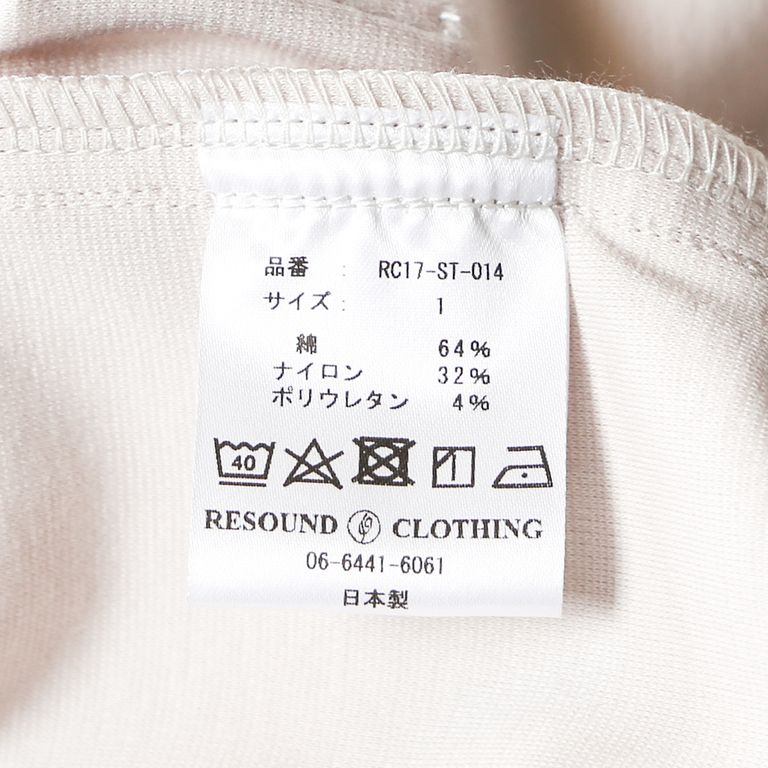 品番 : RC17-ST-014
サイズ : 1
綿 64%
ナイロン 32%
ポリウレタン 4%
40
RESOUND CLOTHING
06-6441-6061
日本製